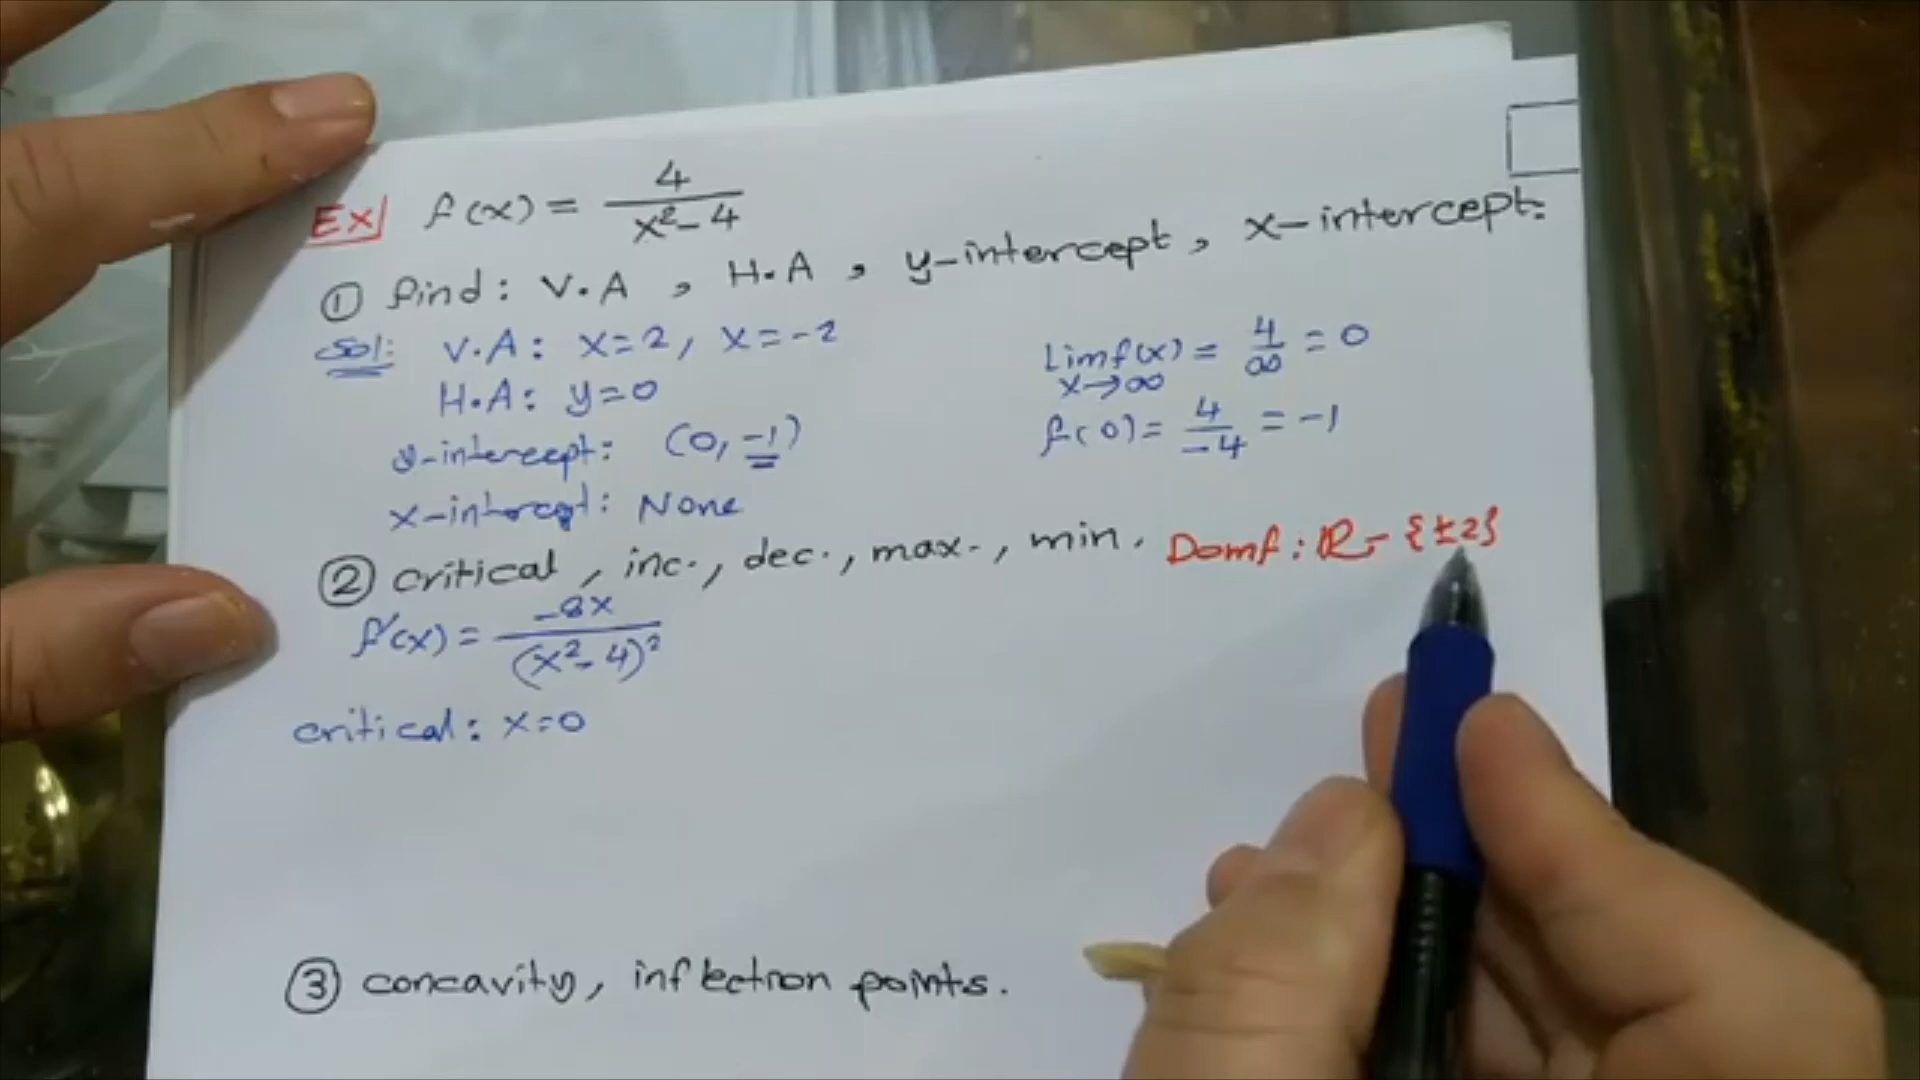 Ex| f(x) = 4/(x²-4)
① find: V.A, H.A, y-intercept, x-intercept:
Sol: V.A: x=2, x=-2
H.A: y=0
Lim f(x) = 4/∞ = 0
x→∞
y-intercept: (0, -1)
f(0) = 4/-4 = -1
x-intercept: None
② critical, inc., dec., max., min. Domf: ℝ-{±2}
f'(x) = -8x/(x²-4)²
critical: x=0
③ concavity, inflection points.